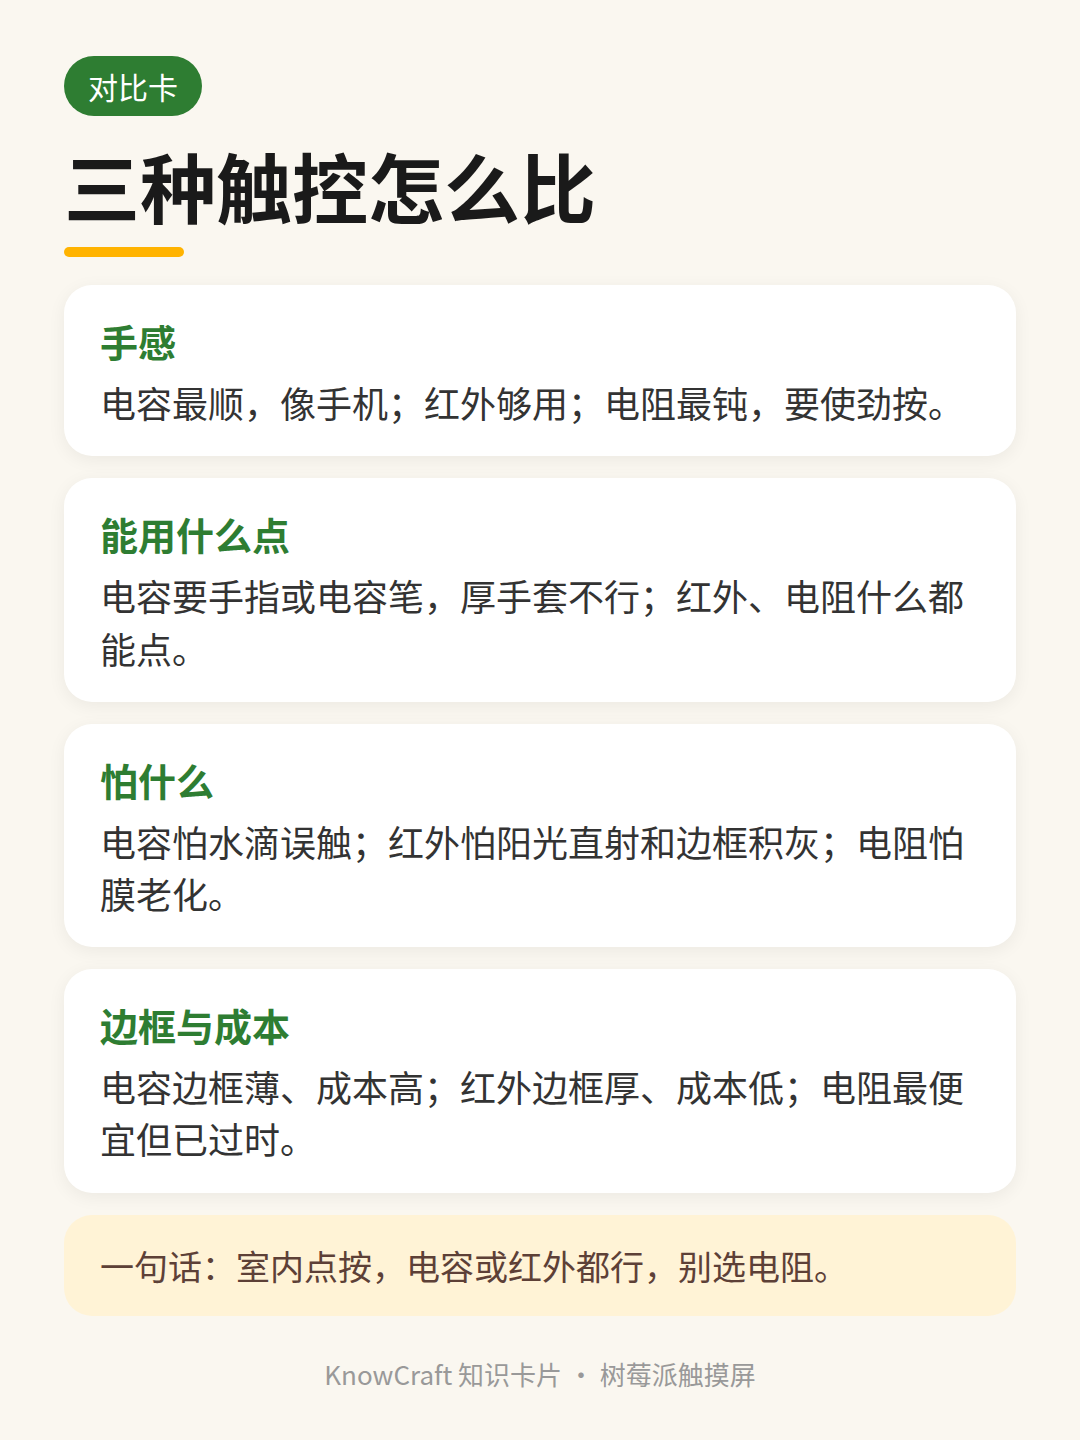 对比卡
三种触控怎么比
手感
电容最顺，像手机；红外够用；电阻最钝，要使劲按。
能用什么点
电容要手指或电容笔，厚手套不行；红外、电阻什么都
能点。
怕什么
电容怕水滴误触；红外怕阳光直射和边框积灰；电阻怕
膜老化。
边框与成本
电容边框薄、成本高；红外边框厚、成本低；电阻最便
宜但已过时。
一句话：室内点按，电容或红外都行，别选电阻。
KnowCraft 知识卡片 · 树莓派触摸屏